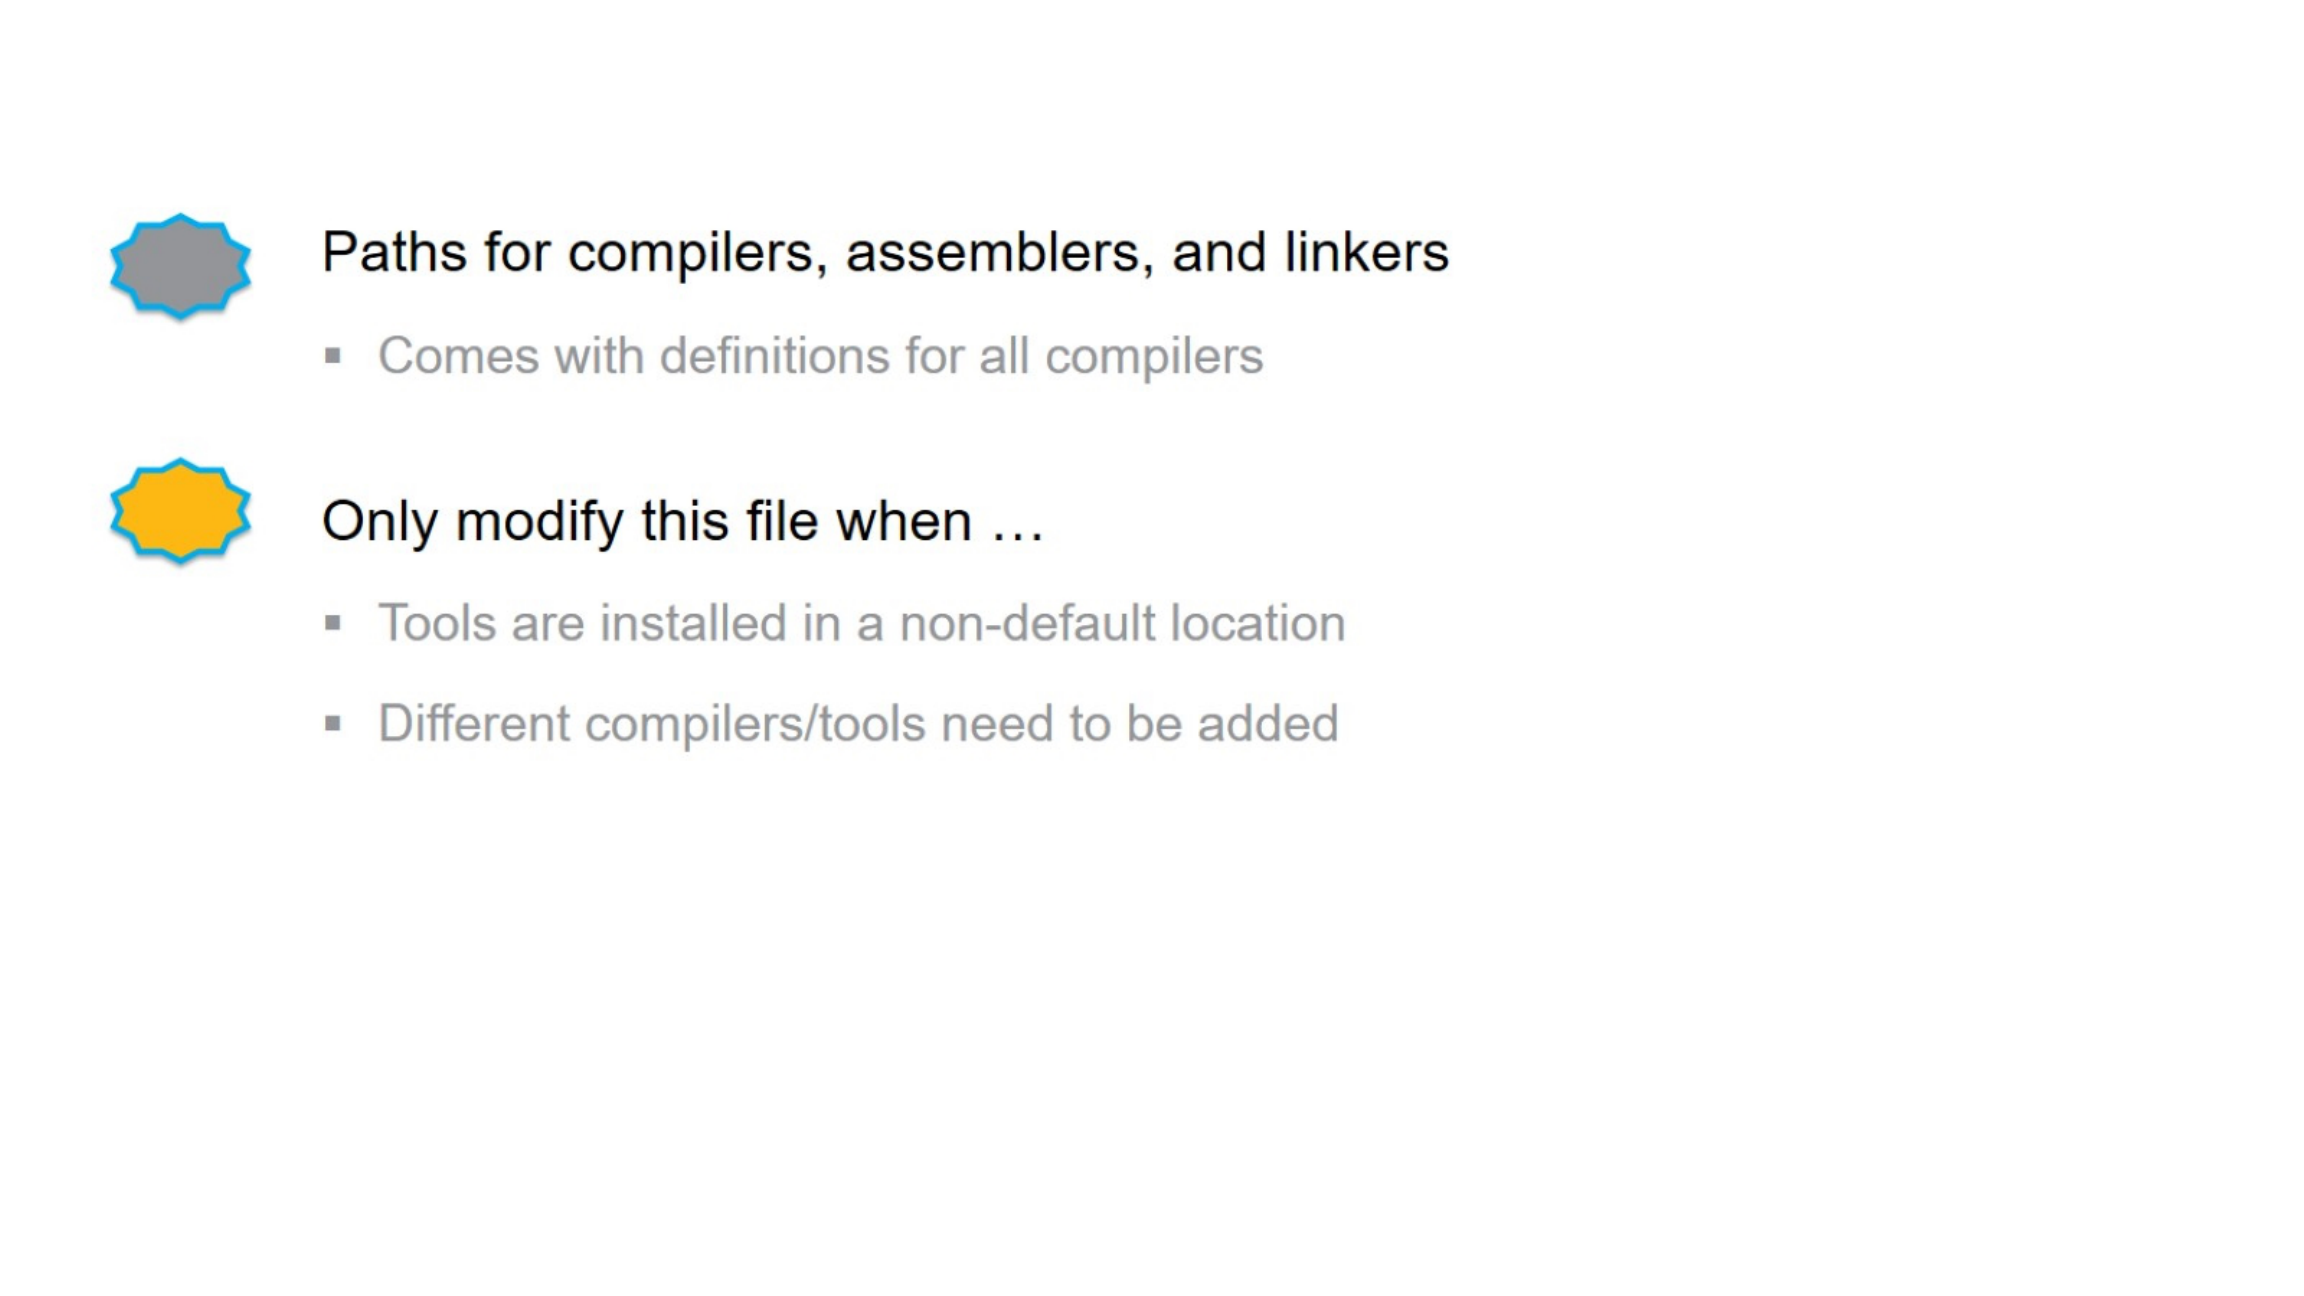 Paths for compilers, assemblers, and linkers
▪ Comes with definitions for all compilers
Only modify this file when …
▪ Tools are installed in a non-default location
▪ Different compilers/tools need to be added